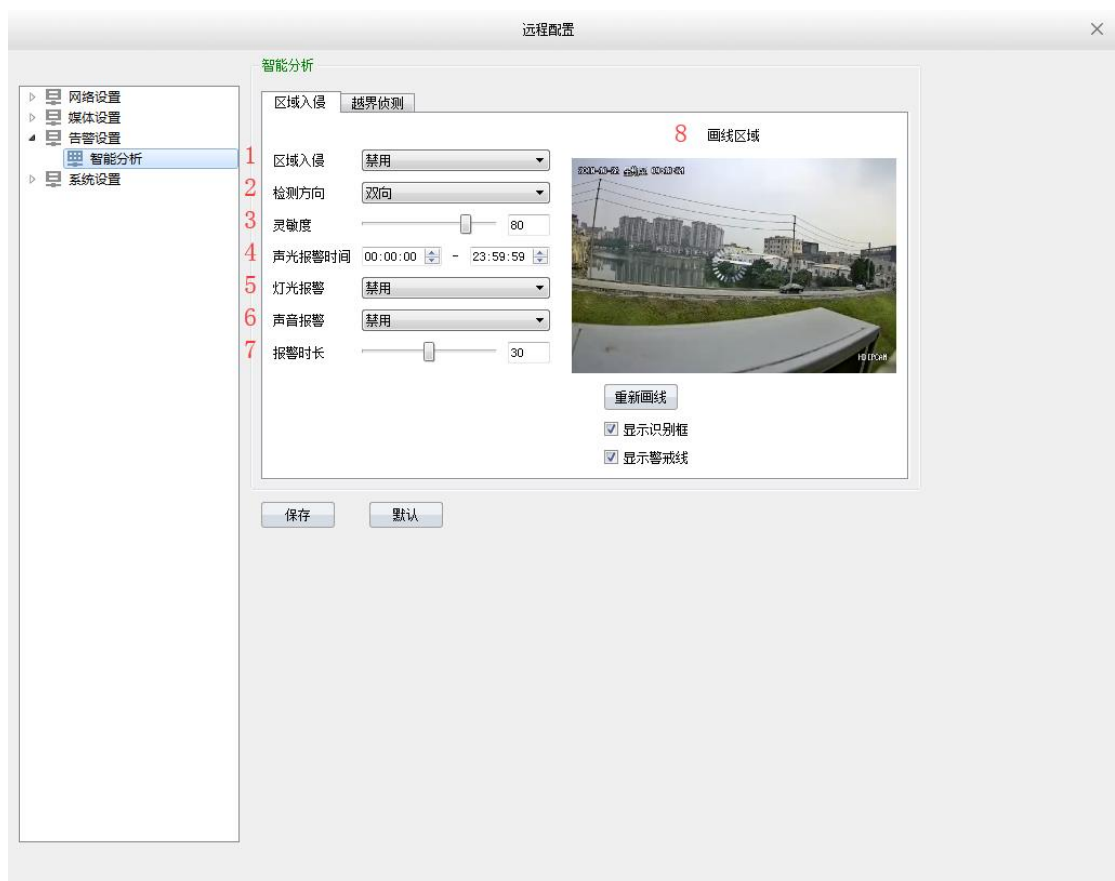 远程配置
智能分析
网络设置
媒体设置
告警设置
智能分析
系统设置
区域入侵 越界侦测
8 画线区域
1 区域入侵 禁用
2 检测方向 双向
3 灵敏度 80
4 声光报警时间 00:00:00 - 23:59:59
5 灯光报警 禁用
6 声音报警 禁用
7 报警时长 30
HD IPCAM
重新画线
显示识别框
显示警戒线
保存 默认